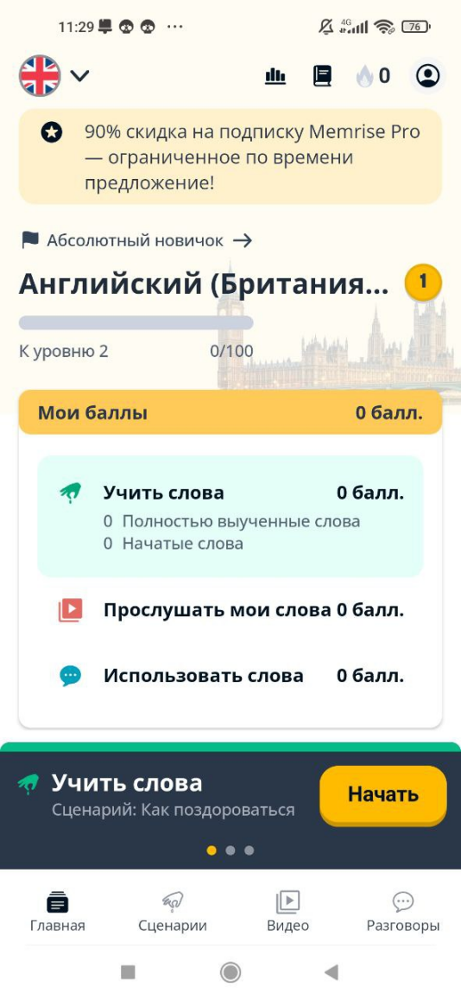 11:29
4G
76
0
90% скидка на подписку Memrise Pro
— ограниченное по времени
предложение!
Абсолютный новичок →
Английский (Британия...
1
К уровню 2
0/100
Мои баллы
0 балл.
Учить слова
0 балл.
0 Полностью выученные слова
0 Начатые слова
Прослушать мои слова 0 балл.
Использовать слова
0 балл.
Учить слова
Сценарий: Как поздороваться
Начать
Главная
Сценарии
Видео
Разговоры